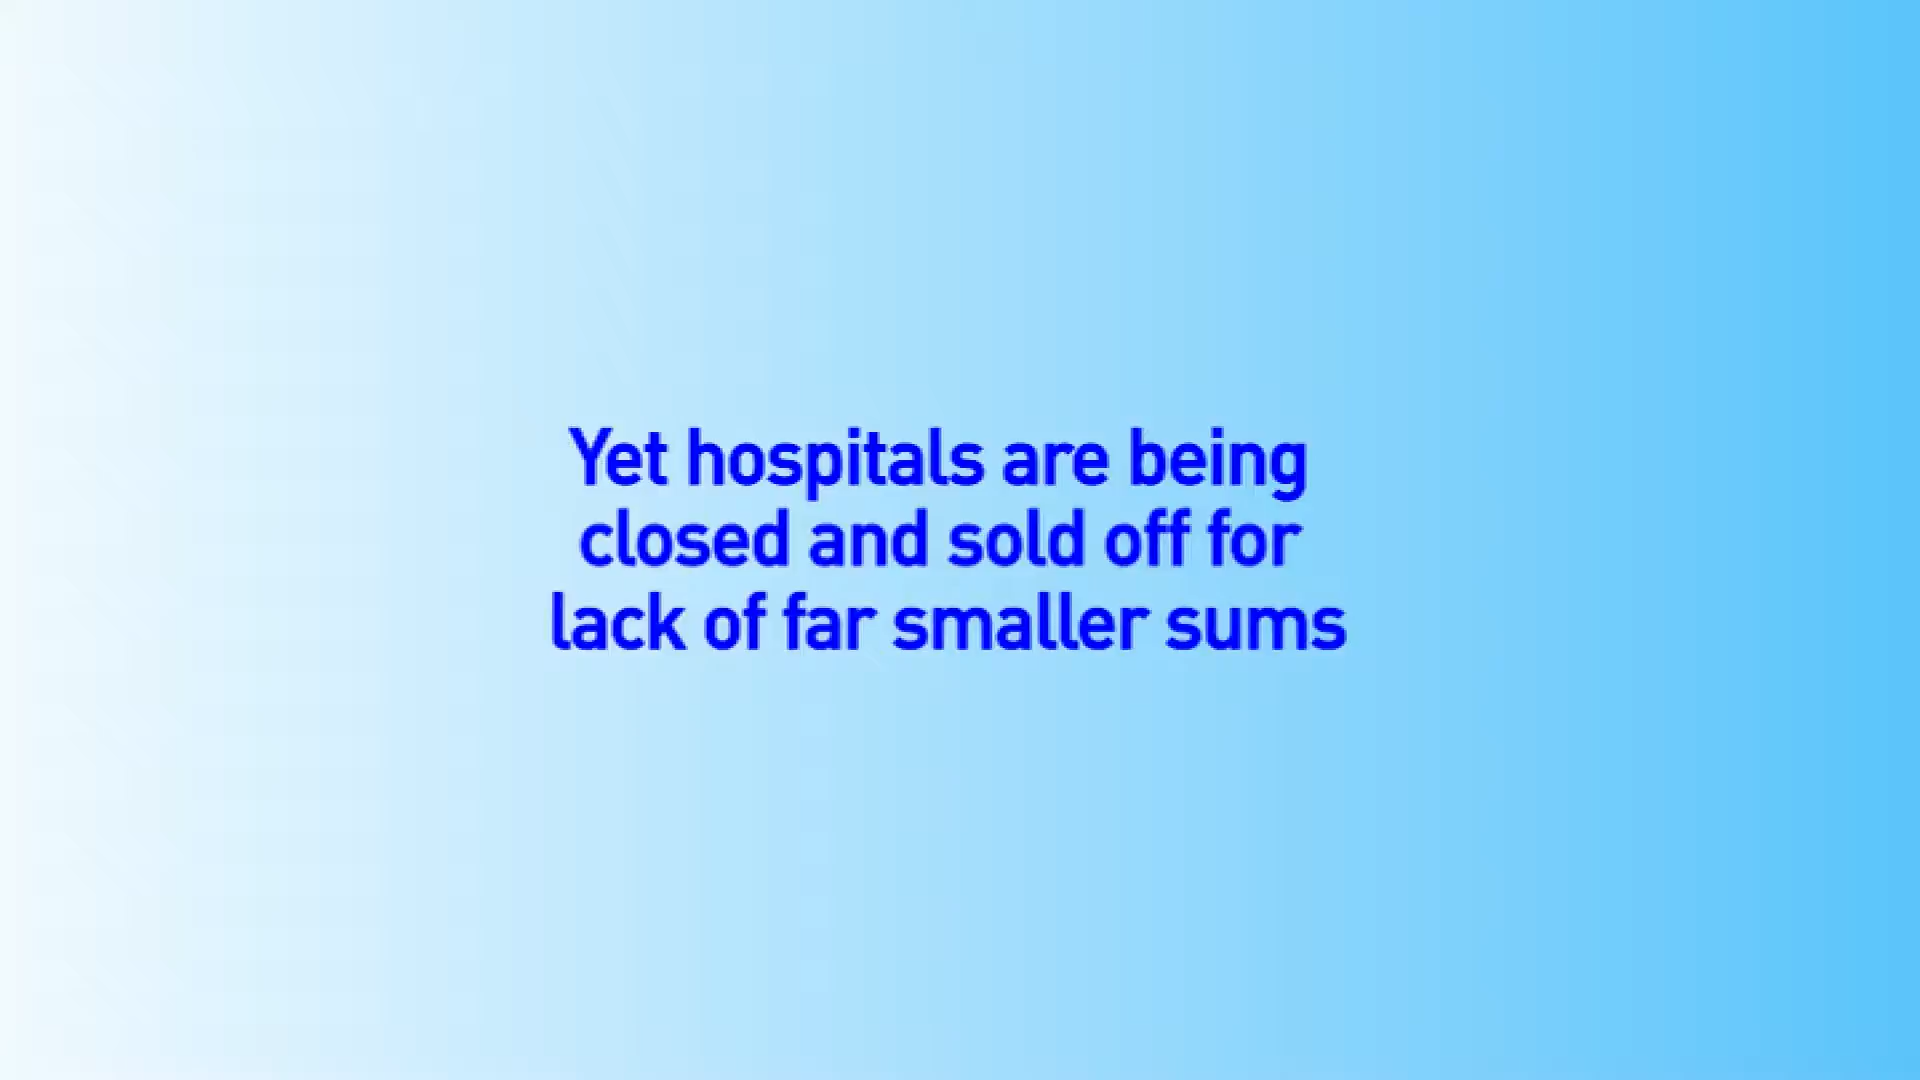 Yet hospitals are being
closed and sold off for
lack of far smaller sums